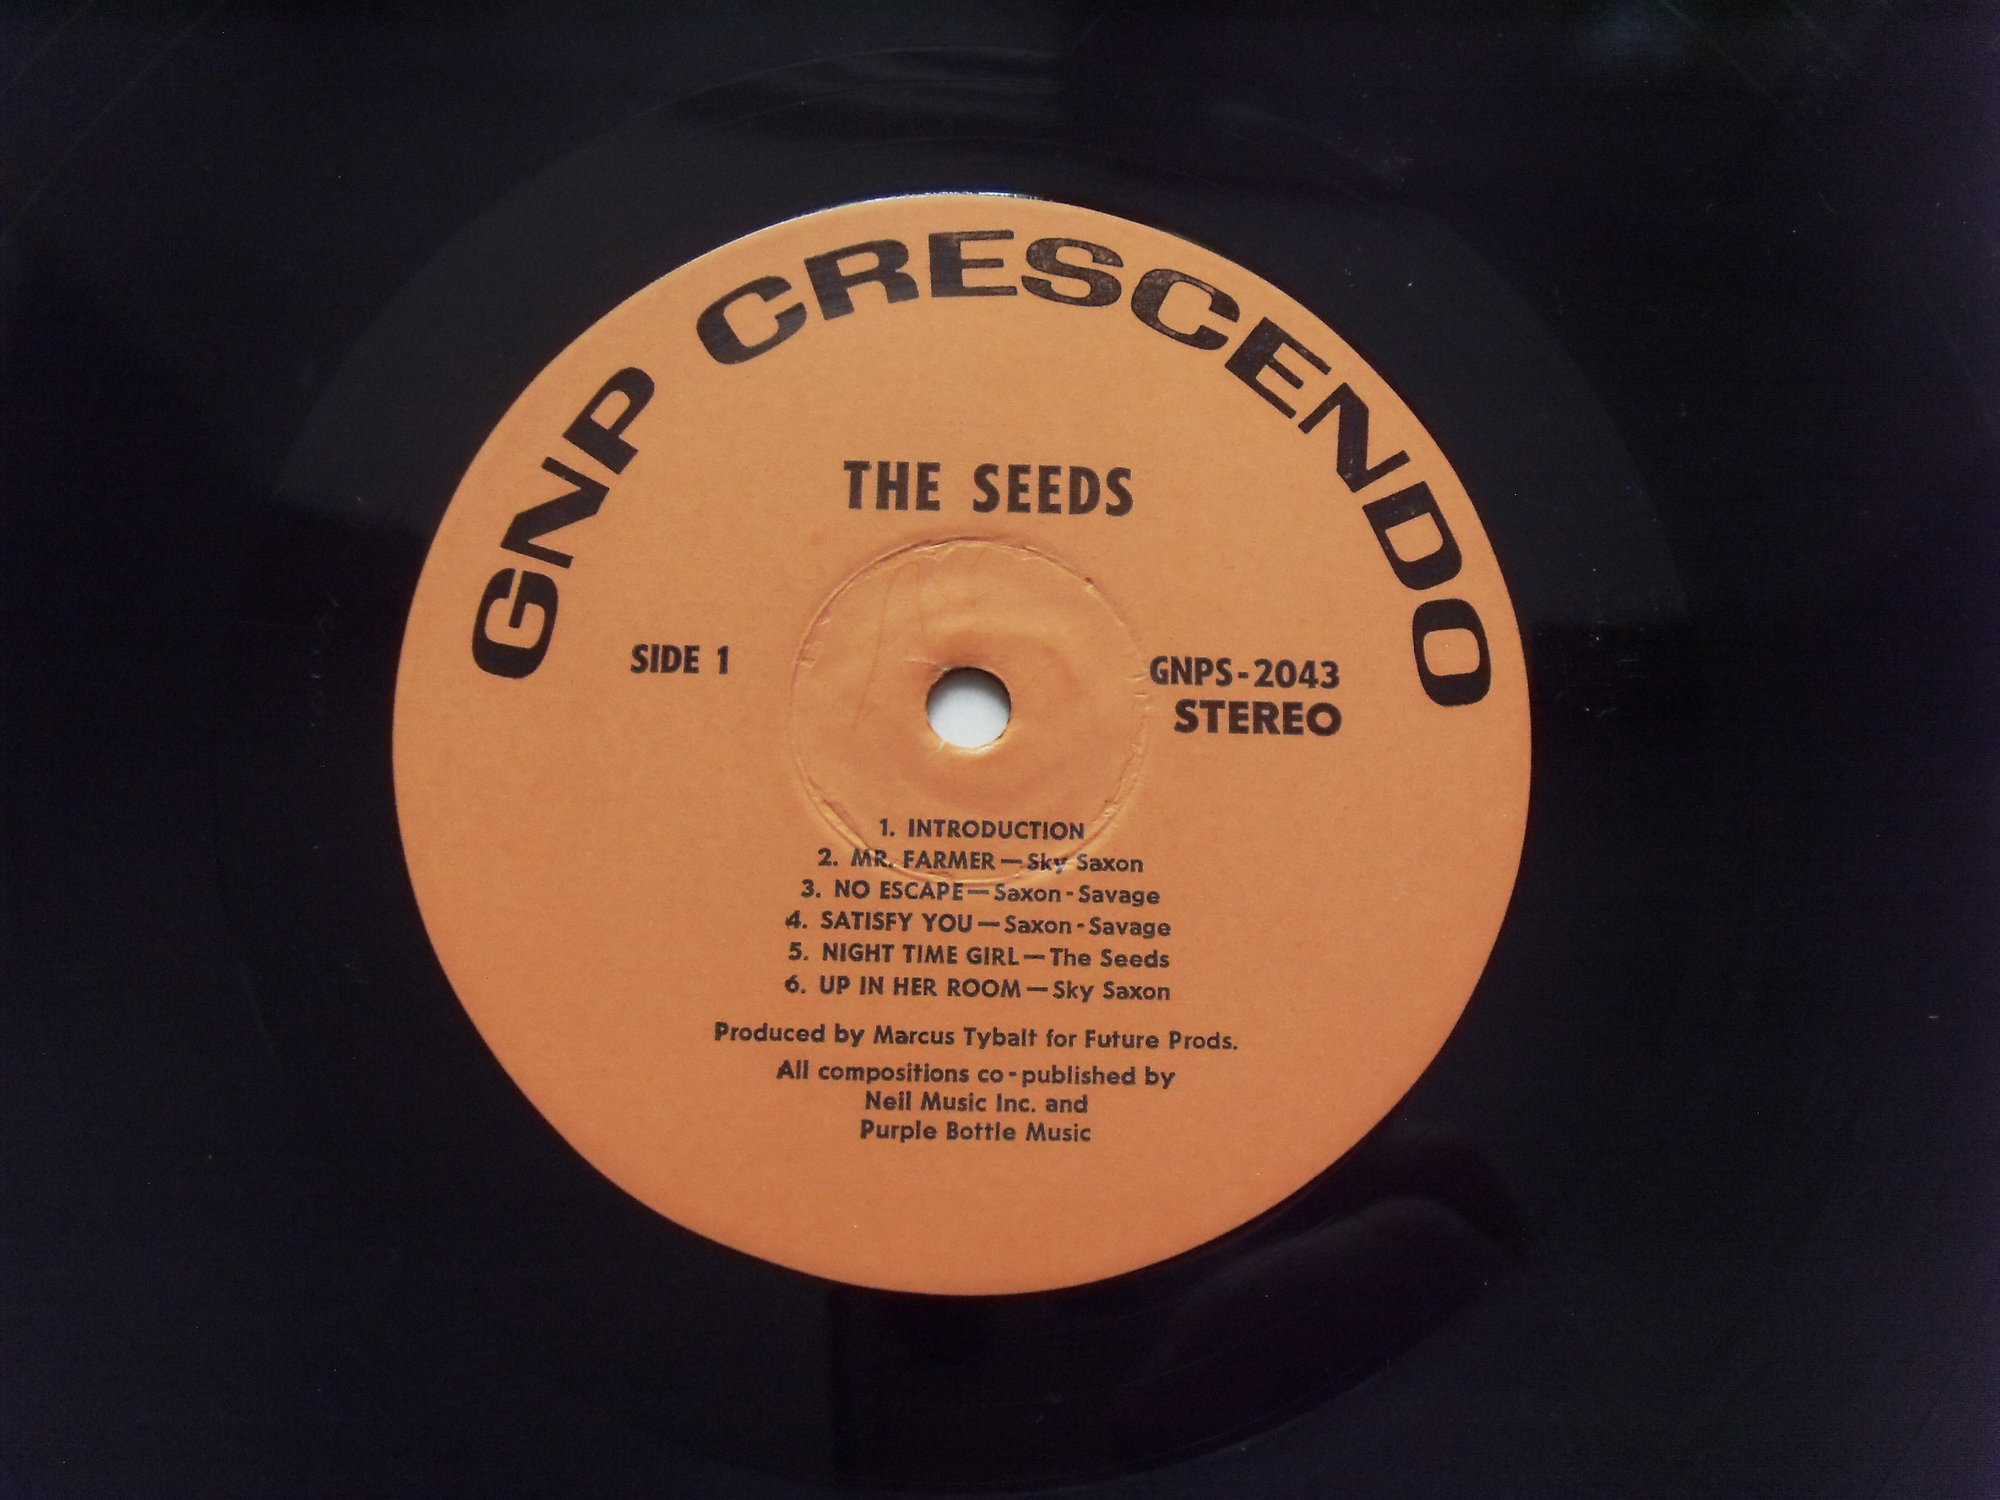 GNP CRESCENDO
THE SEEDS
SIDE 1
GNPS-2043
STEREO
1. INTRODUCTION
2. MR. FARMER—Sky Saxon
3. NO ESCAPE—Saxon-Savage
4. SATISFY YOU—Saxon-Savage
5. NIGHT TIME GIRL—The Seeds
6. UP IN HER ROOM—Sky Saxon
Produced by Marcus Tybalt for Future Prods.
All compositions co-published by
Neil Music Inc. and
Purple Bottle Music